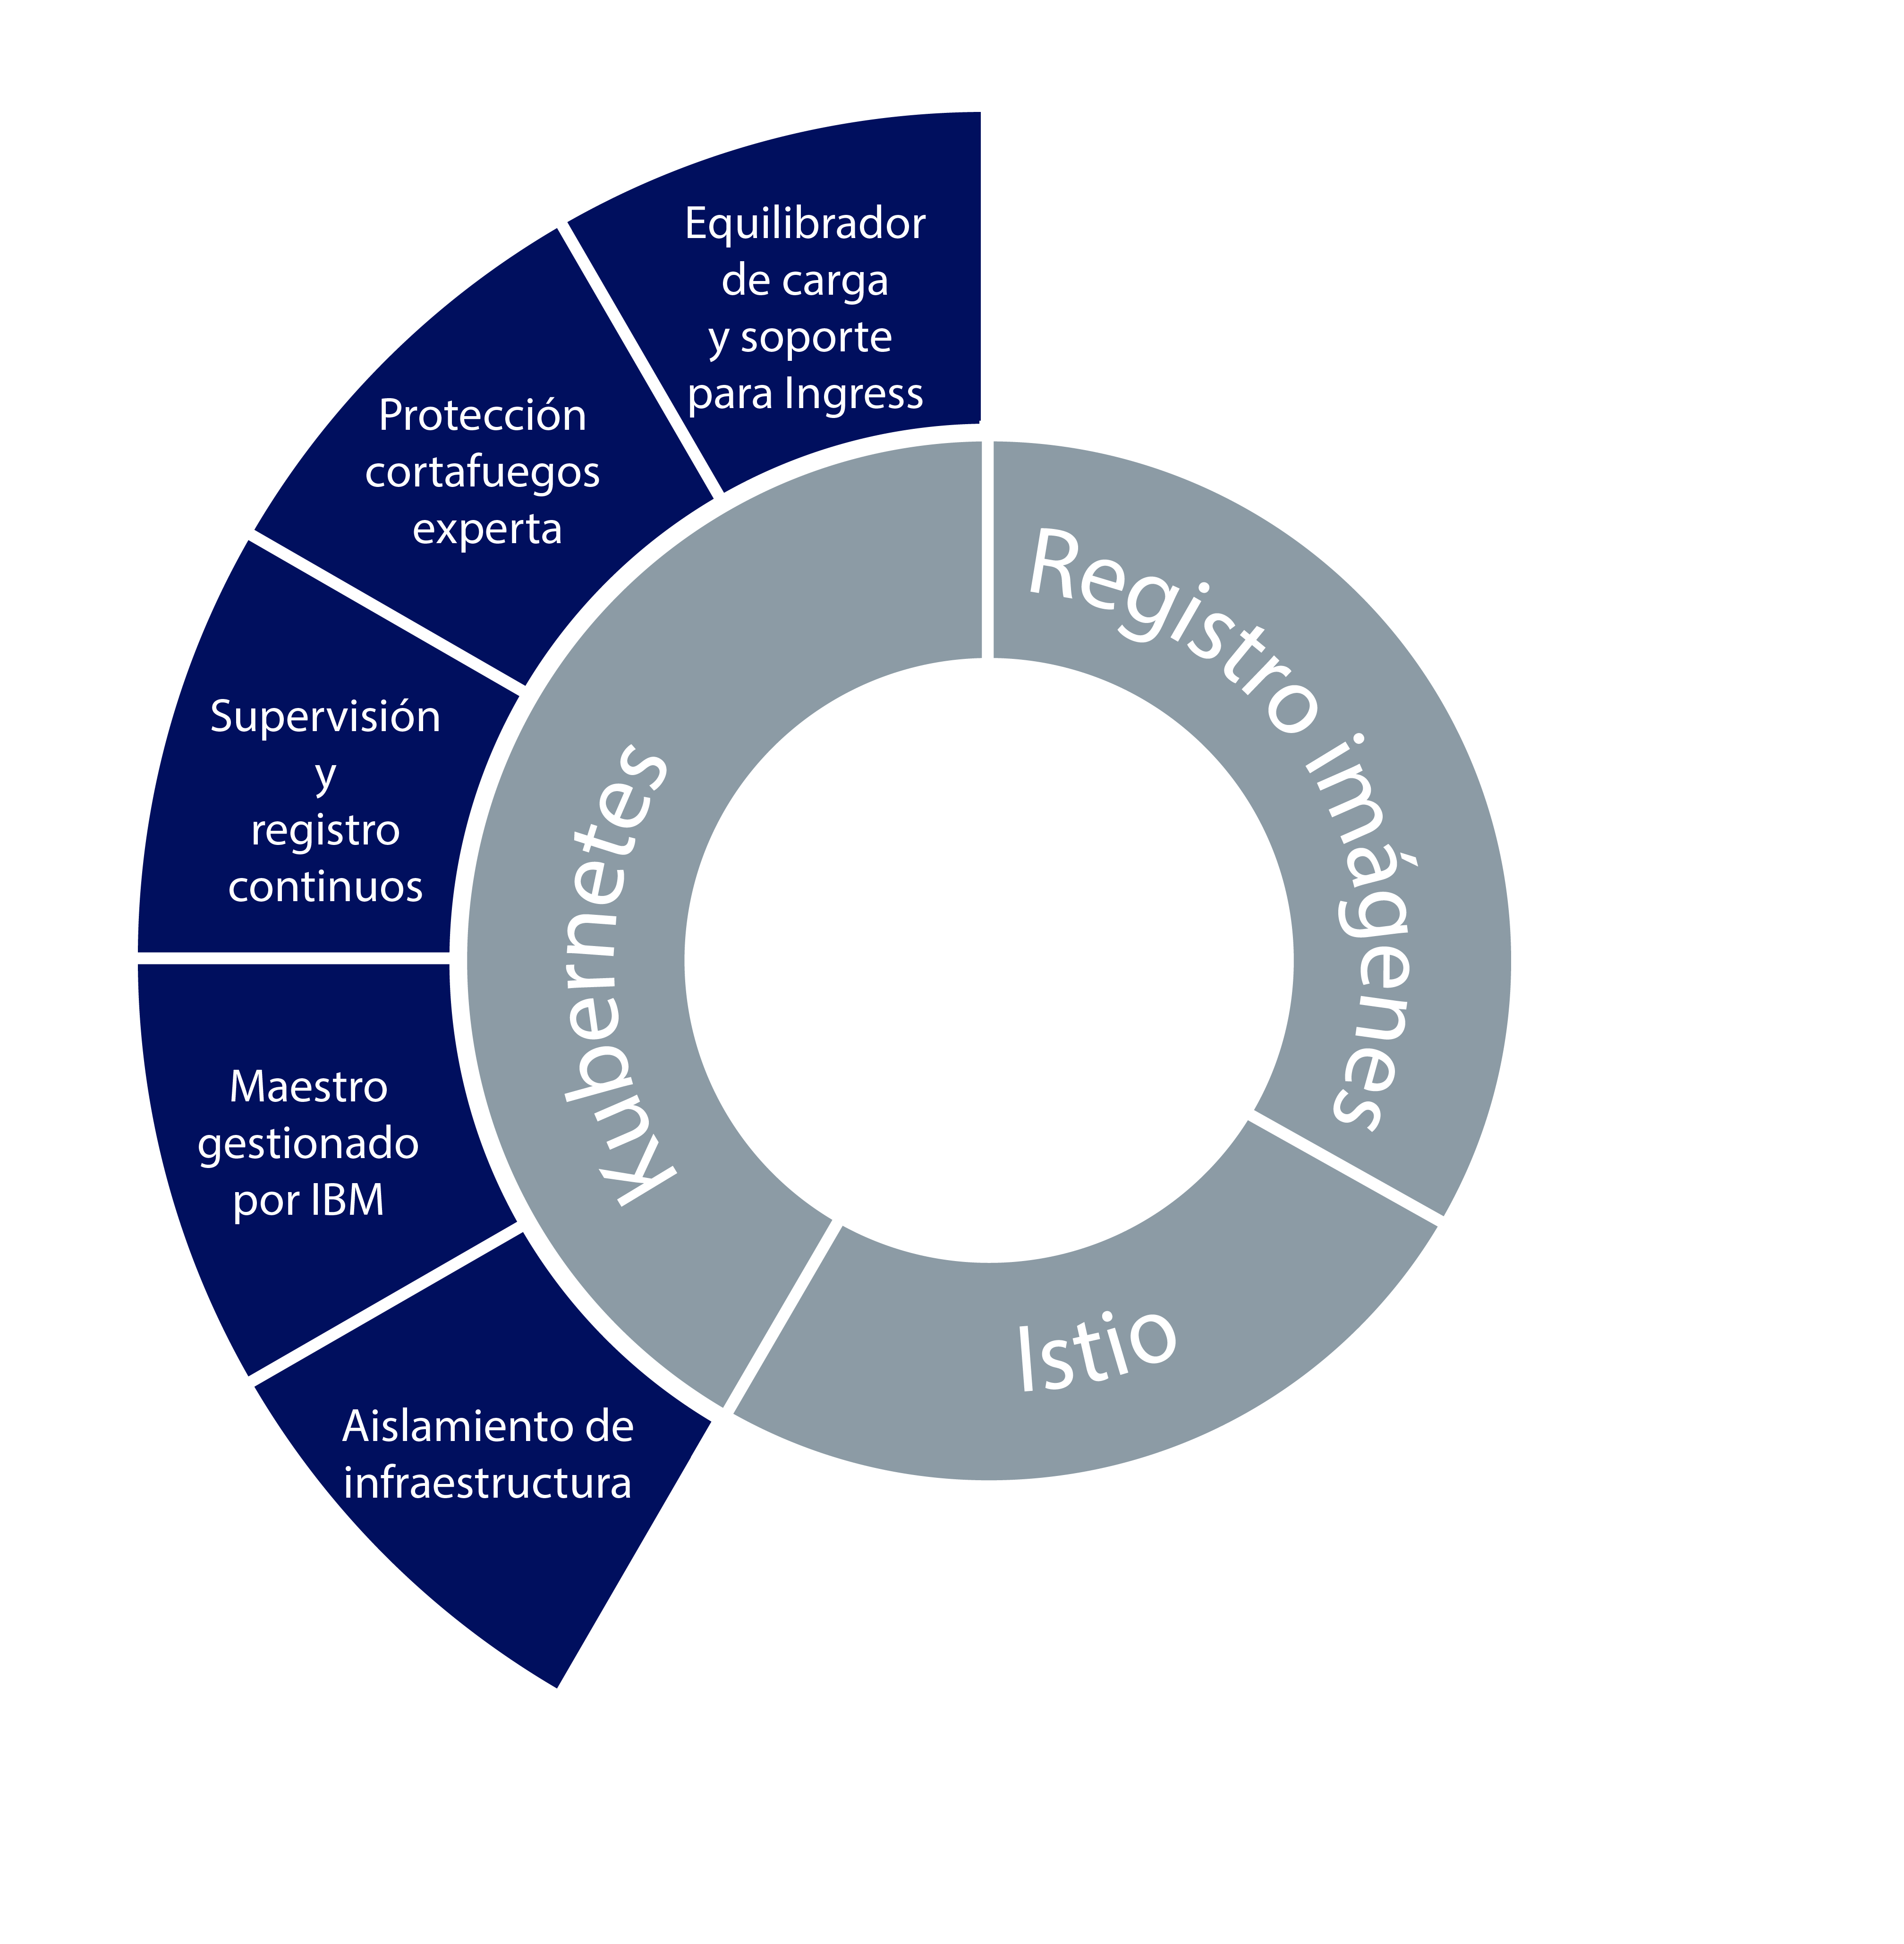 Equilibrador
de carga
y soporte
para Ingress
Protección
cortafuegos
experta
Supervisión
y
registro
continuos
Maestro
gestionado
por IBM
Aislamiento de
infraestructura
Kubernetes
Registro imágenes
Istio